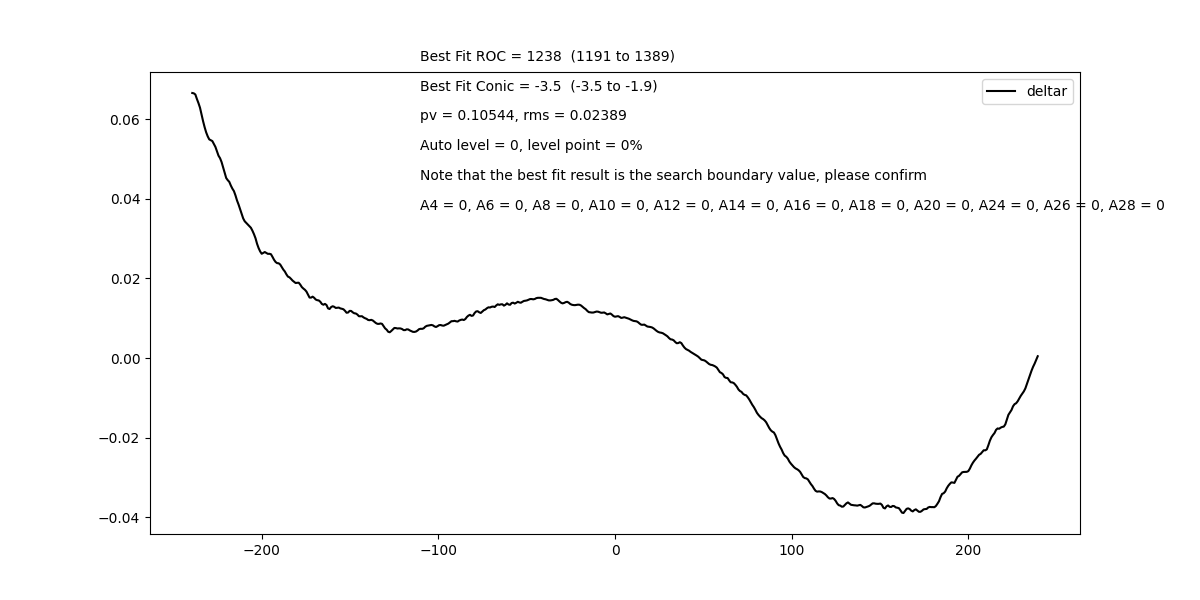 Best Fit ROC = 1238  (1191 to 1389)
Best Fit Conic = -3.5  (-3.5 to -1.9)
deltar
pv = 0.10544, rms = 0.02389
Auto level = 0, level point = 0%
Note that the best fit result is the search boundary value, please confirm
A4 = 0, A6 = 0, A8 = 0, A10 = 0, A12 = 0, A14 = 0, A16 = 0, A18 = 0, A20 = 0, A24 = 0, A26 = 0, A28 = 0
0.06
0.04
0.02
0.00
−0.02
−0.04
−200
−100
0
100
200